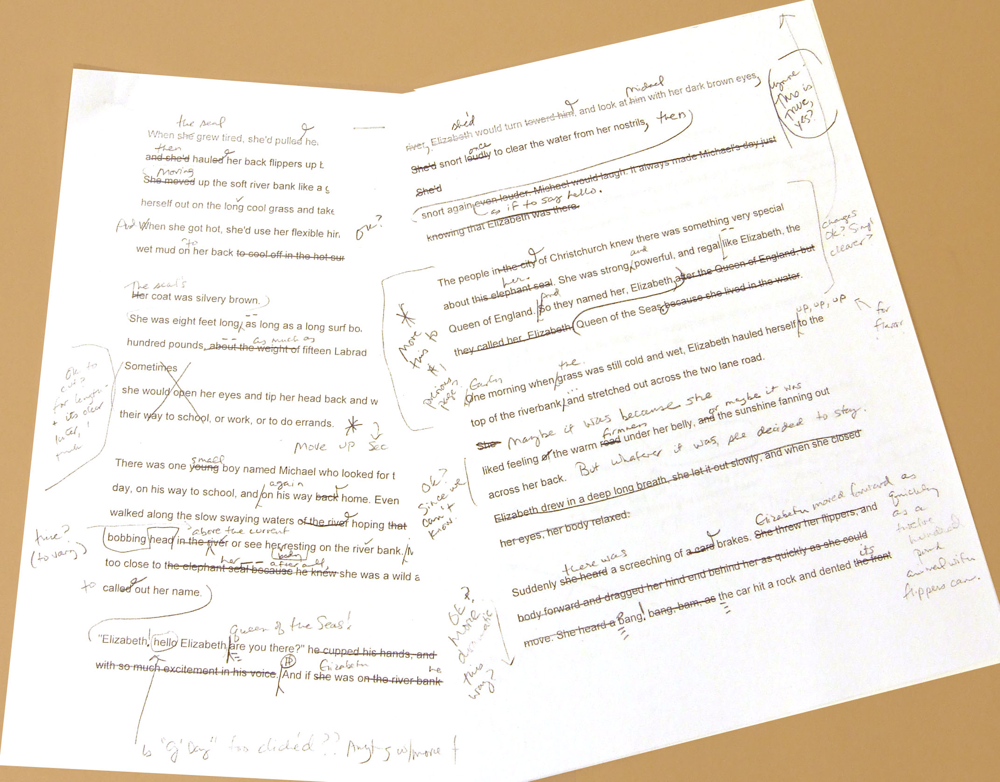 the seal
When she grew tired, she'd pulled he
then
and she'd hauled her back flippers up
Moving
She moved up the soft river bank like a
herself out on the long cool grass and take
And When she got hot, she'd use her flexible hin
OK?
to
wet mud on her back to cool off in the hot sun
The seal's
Her coat was silvery brown.
She was eight feet long, as long as a long surf bo
as much as
hundred pounds, about the weight of fifteen Labrad
Sometimes
she would open her eyes and tip her head back and w
their way to school, or work, or to do errands.
Ok to
cut?
for length -
+ its clear
later, I
think
Move up Sec
small
There was one young boy named Michael who looked for t
again
day, on his way to school, and on his way back home. Even
walked along the slow swaying waters of the river hoping that
above the current
bobbing head in the river or see her resting on the river bank.
body
true?
(to vary)
her after all,
too close to the elephant seal because he knew she was a wild a
to called out her name.
Queen of the Seas!
"Elizabeth, hello Elizabeth, are you there?" he cupped his hands, and
Elizabeth he
with so much excitement in his voice. And if she was on the river bank
Is "G'Day" too clichéd?? Anything w/more
Michael
river, Elizabeth would turn toward him, and look at him with her dark brown eyes,
she'd
once
She'd snort loudly to clear the water from her nostrils, then
She'd
snort again even louder. Michael would laugh. It always made Michael's day just
as if to say hello.
knowing that Elizabeth was there.
Lynne -
This is
true,
yes?
The people in the city of Christchurch knew there was something very special
her. and
about this elephant seal. She was strong powerful, and regal like Elizabeth, the
And
Queen of England. So they named her, Elizabeth, after the Queen of England, but
they called her, Elizabeth Queen of the Seas, because she lived in the water.
changes
ok? Simpl
clearer?
*
Move
this to
*1
previous
page
up, up, up
for
flavor
Early the
One morning when grass was still cold and wet, Elizabeth hauled herself to the
top of the riverbank, and stretched out across the two lane road.
She Maybe it was because she
firmness or maybe it was
liked feeling of the warm road under her belly, and the sunshine fanning out
across her back. But whatever it was, she decided to stay.
Elizabeth drew in a deep long breath, she let it out slowly, and when she closed
her eyes, her body relaxed.
Ok?
Since we
can't
know.
Elizabeth moved forward as
quickly
as a
twelve
hundred
pound
animal with
flippers can.
there was
Suddenly she heard a screeching of a cars brakes. She threw her flippers, and
body forward and dragged her hind end behind her as quickly as she could
its
move. She heard a Bang! bang, bam, as the car hit a rock and dented the front
Ok?
More
dramatic
this
way?